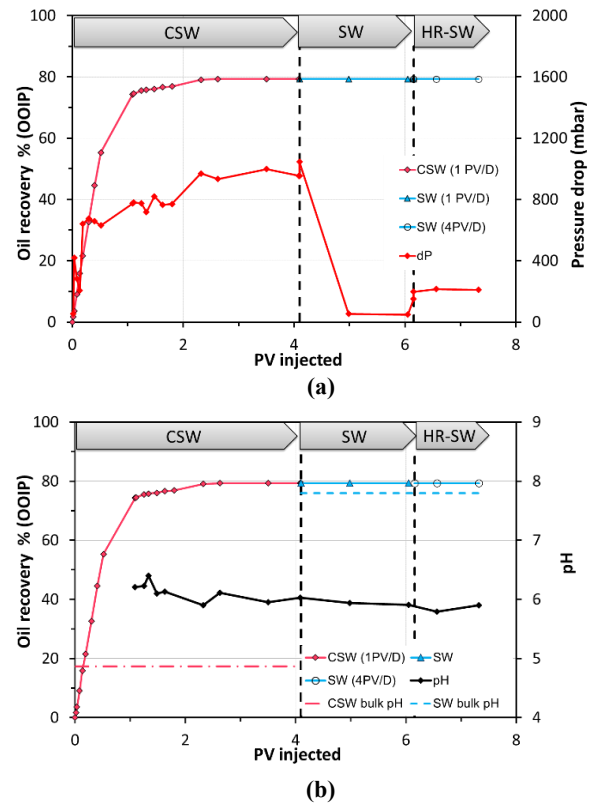 (a)
CSW SW HR-SW
Oil recovery % (OOIP)
100
80
60
40
20
0
2000
1600
1200
800
400
0
Pressure drop (mbar)
CSW (1 PV/D)
SW (1 PV/D)
SW (4PV/D)
dP
0 2 4 6 8
PV injected
(a)
CSW SW HR-SW
Oil recovery % (OOIP)
100
80
60
40
20
0
9
8
7
6
5
4
pH
CSW (1PV/D) SW
SW (4PV/D) pH
CSW bulk pH SW bulk pH
0 2 4 6 8
PV injected
(b)